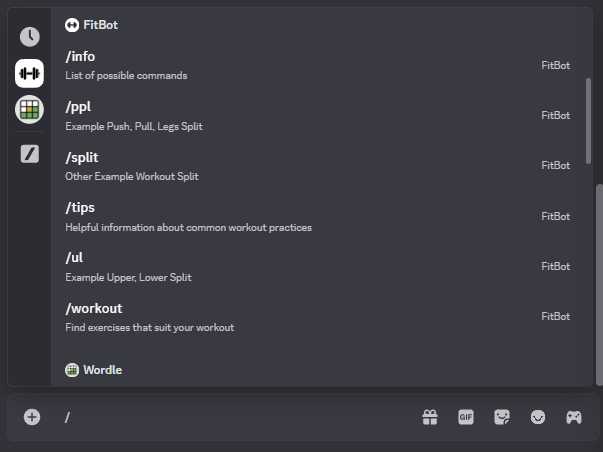 FitBot
/info
List of possible commands
FitBot
/ppl
Example Push, Pull, Legs Split
FitBot
/split
Other Example Workout Split
FitBot
/tips
Helpful information about common workout practices
FitBot
/ul
Example Upper, Lower Split
FitBot
/workout
Find exercises that suit your workout
FitBot
Wordle
/
GIF